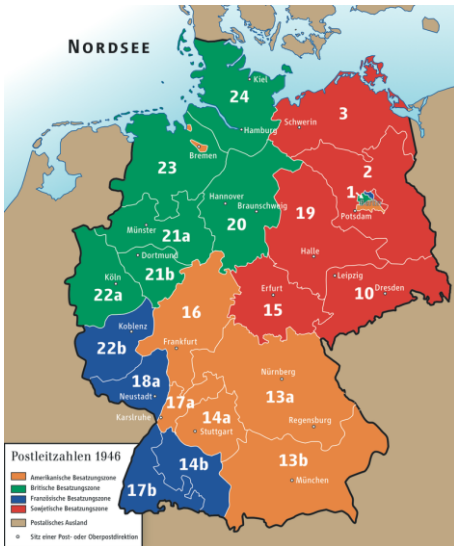 NORDSEE
Kiel
24
Hamburg
Schwerin
3
Bremen
23
2
1
Potsdam
Hannover
Braunschweig
20
19
Münster
21a
Dortmund
21b
Halle
Leipzig
Köln
22a
Erfurt
15
10
Dresden
16
Koblenz
22b
Frankfurt
18a
Neustadt
Nürnberg
13a
17a
Karlsruhe
14a
Stuttgart
Regensburg
14b
13b
München
17b
Postleitzahlen 1946
Amerikanische Besatzungszone
Britische Besatzungszone
Französische Besatzungszone
Sowjetische Besatzungszone
Postalisches Ausland
Sitz einer Post- oder Oberpostdirektion